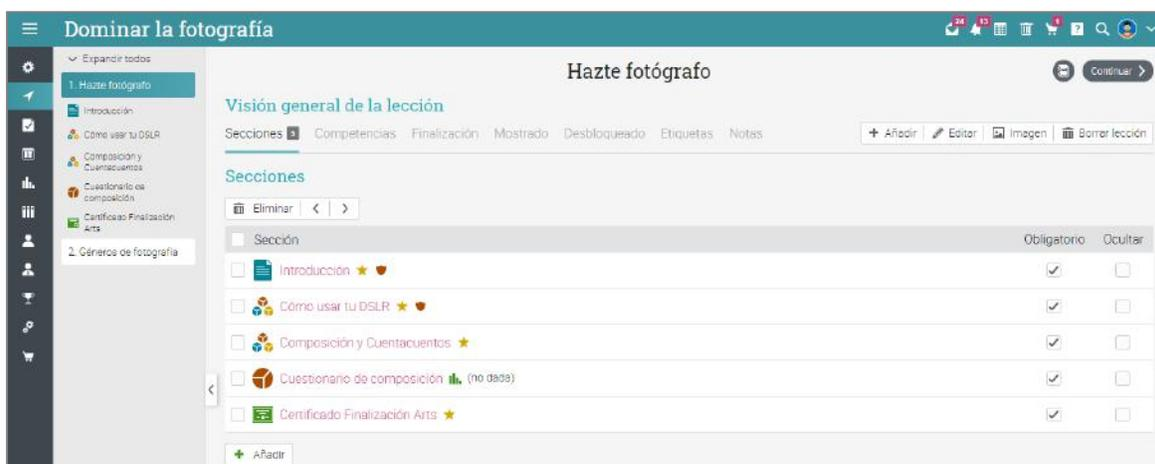 Dominar la fotografía
24
13
1
Expandir todos
1. Hazte fotógrafo
Introducción
Cómo usar tu DSLR
Composición y
Cuentacuentos
Cuestionario de
composición
Certificado Finalización
Arts
2. Géneros de fotografía
Hazte fotógrafo
Continuar
Visión general de la lección
Secciones Competencias Finalización Mostrado Desbloqueado Etiquetas Notas
Añadir Editar Imagen Borrar lección
Secciones
Eliminar
Sección Obligatorio Ocultar
Introducción
Cómo usar tu DSLR
Composición y Cuentacuentos
Cuestionario de composición (no dada)
Certificado Finalización Arts
Añadir